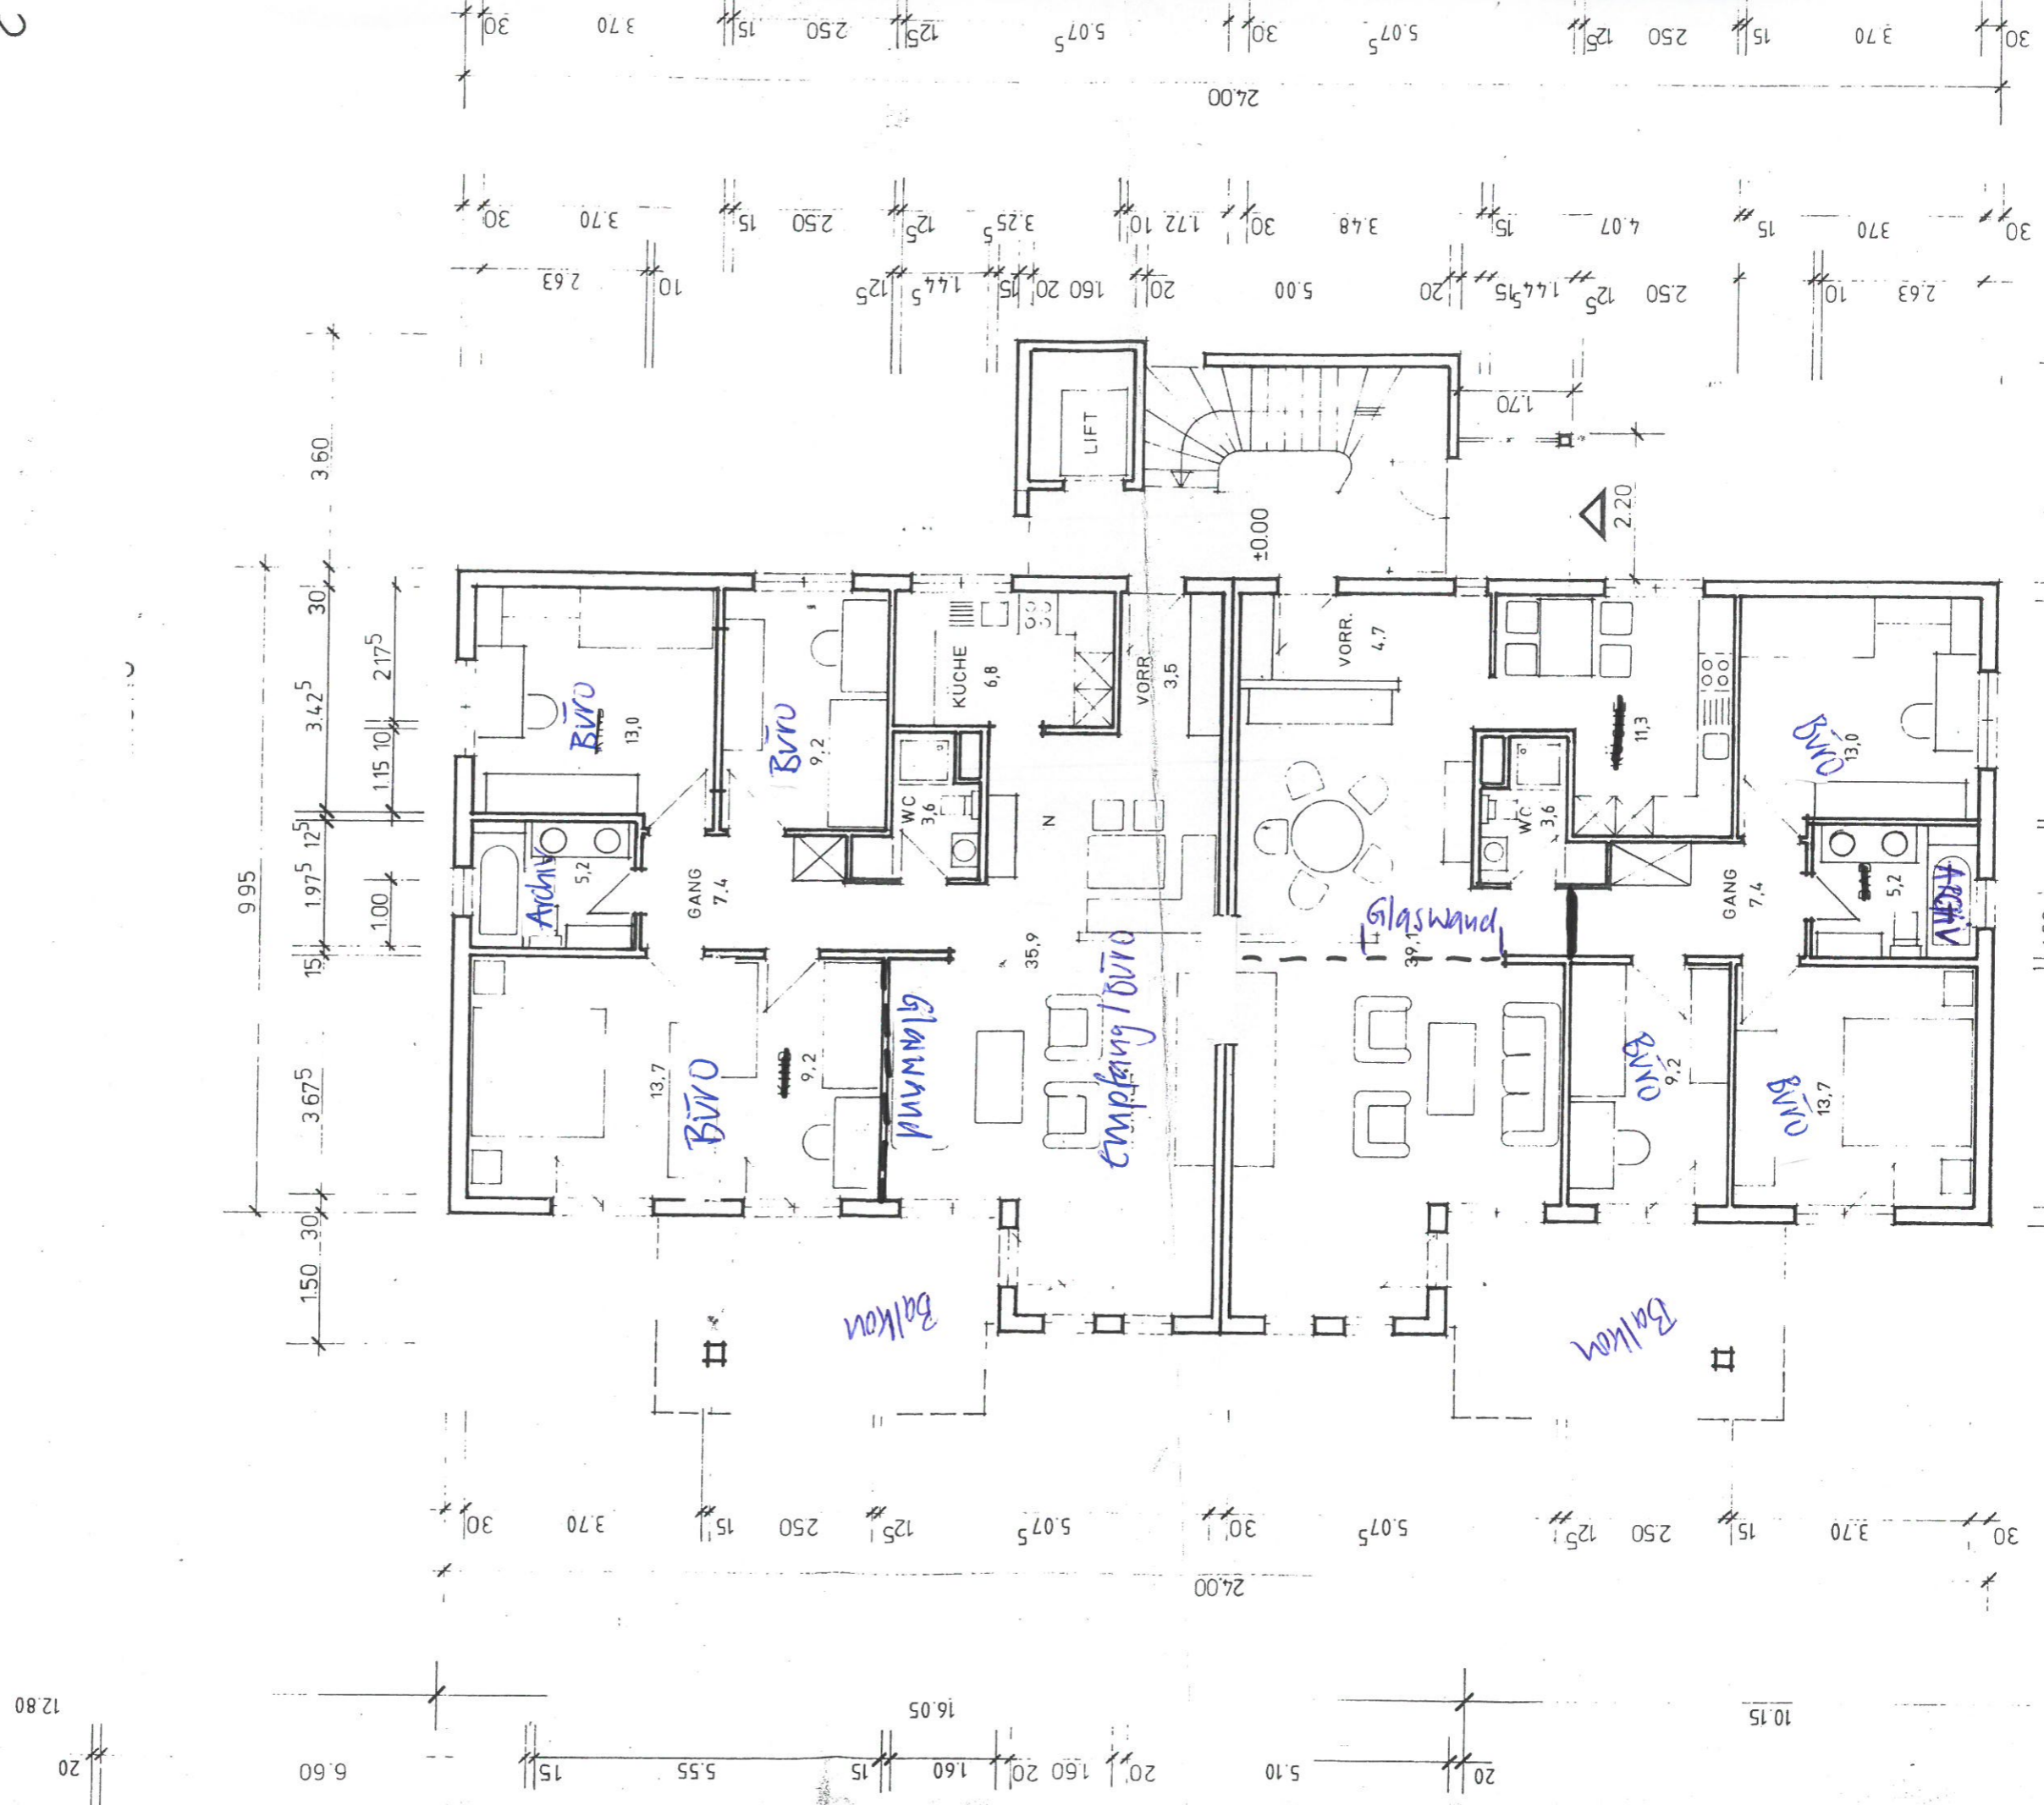 30 3.70 15 2.50 12⁵ 5.07⁵ 30 5.07⁵ 12⁵ 2.50 15 3.70 30
24.00
30 3.70 15 2.50 12⁵ 3.25⁵ 10 1.72 30 3.48 15 4.07 15 3.70 30
2.63 10 12⁵ 1.44⁵ 15 20 1.60 20 5.00 20 15 1.44⁵ 12⁵ 2.50 10 2.63
LIFT
1.70
3.60
±0.00
2.20
9.95
30
3.42⁵
12⁵
1.97⁵
15
3.67⁵
30
1.50
2.17⁵
10
1.15
1.00
Büro
13,0
Büro
9,2
KÜCHE
6,8
VORR.
3,5
VORR.
4,7
11,3
Büro
13,0
WC
3,6
N
WC
3,6
Archiv
5,2
GANG
7,4
35,9
Glaswand
39,1
GANG
7,4
BAD
5,2
ARCHIV
13,7
Büro
9,2
Glaswand
Empfang / Büro
Büro
9,2
Büro
13,7
Balkon
Balkon
30 3.70 15 2.50 12⁵ 5.07⁵ 30 5.07⁵ 12⁵ 2.50 15 3.70 30
24.00
12.80 16.05 10.15
20 6.60 15 5.55 15 1.60 20 1.60 20 5.10 20